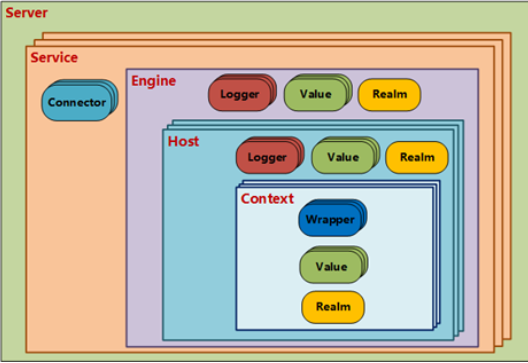 Server
Service
Connector
Engine
Logger
Value
Realm
Host
Logger
Value
Realm
Context
Wrapper
Value
Realm